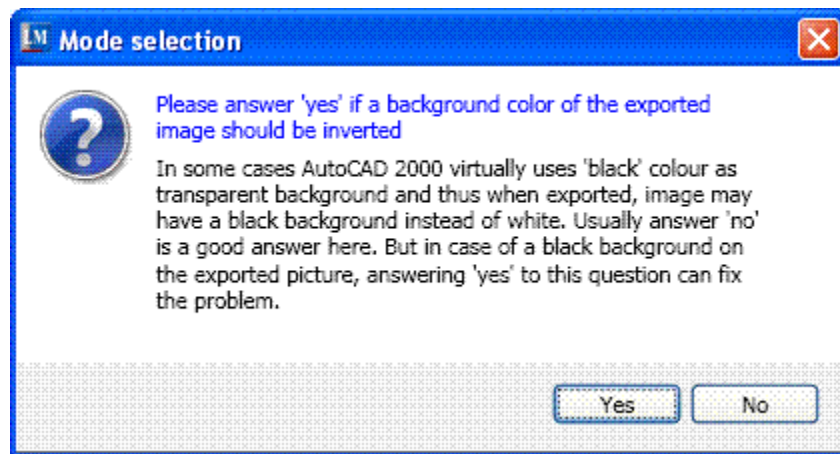 LM Mode selection
Please answer 'yes' if a background color of the exported
image should be inverted
In some cases AutoCAD 2000 virtually uses 'black' colour as
transparent background and thus when exported, image may
have a black background instead of white. Usually answer 'no'
is a good answer here. But in case of a black background on
the exported picture, answering 'yes' to this question can fix
the problem.
Yes No